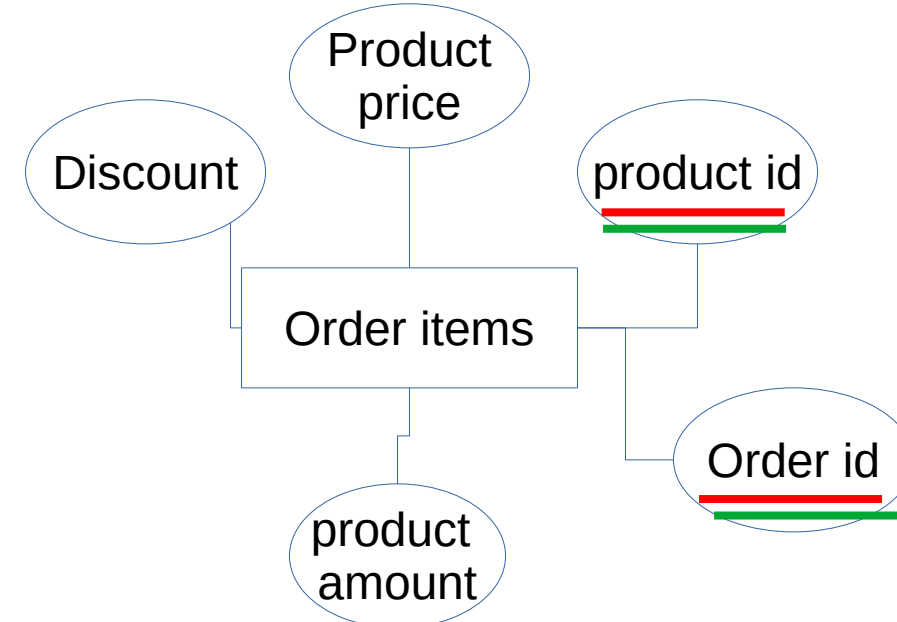 Product
price
Discount
product id
Order items
Order id
product
amount